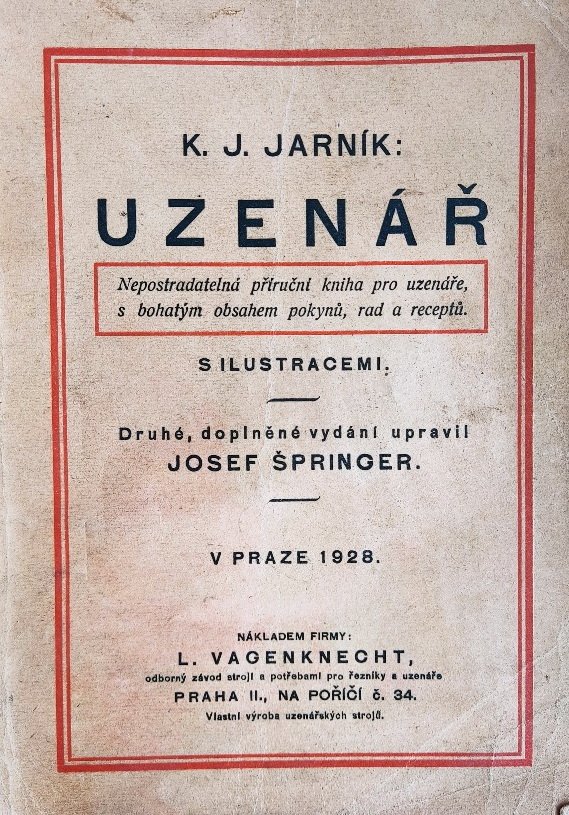 K. J. JARNÍK:
UZENÁŘ
Nepostradatelná příruční kniha pro uzenáře,
s bohatým obsahem pokynů, rad a receptů.
S ILUSTRACEMI.
Druhé, doplněné vydání upravil
JOSEF ŠPRINGER.
V PRAZE 1928.
NÁKLADEM FIRMY:
L. VAGENKNECHT,
odborný závod stroji a potřebami pro řezníky a uzenáře
PRAHA II., NA POŘÍČÍ č. 34.
Vlastní výroba uzenářských strojů.